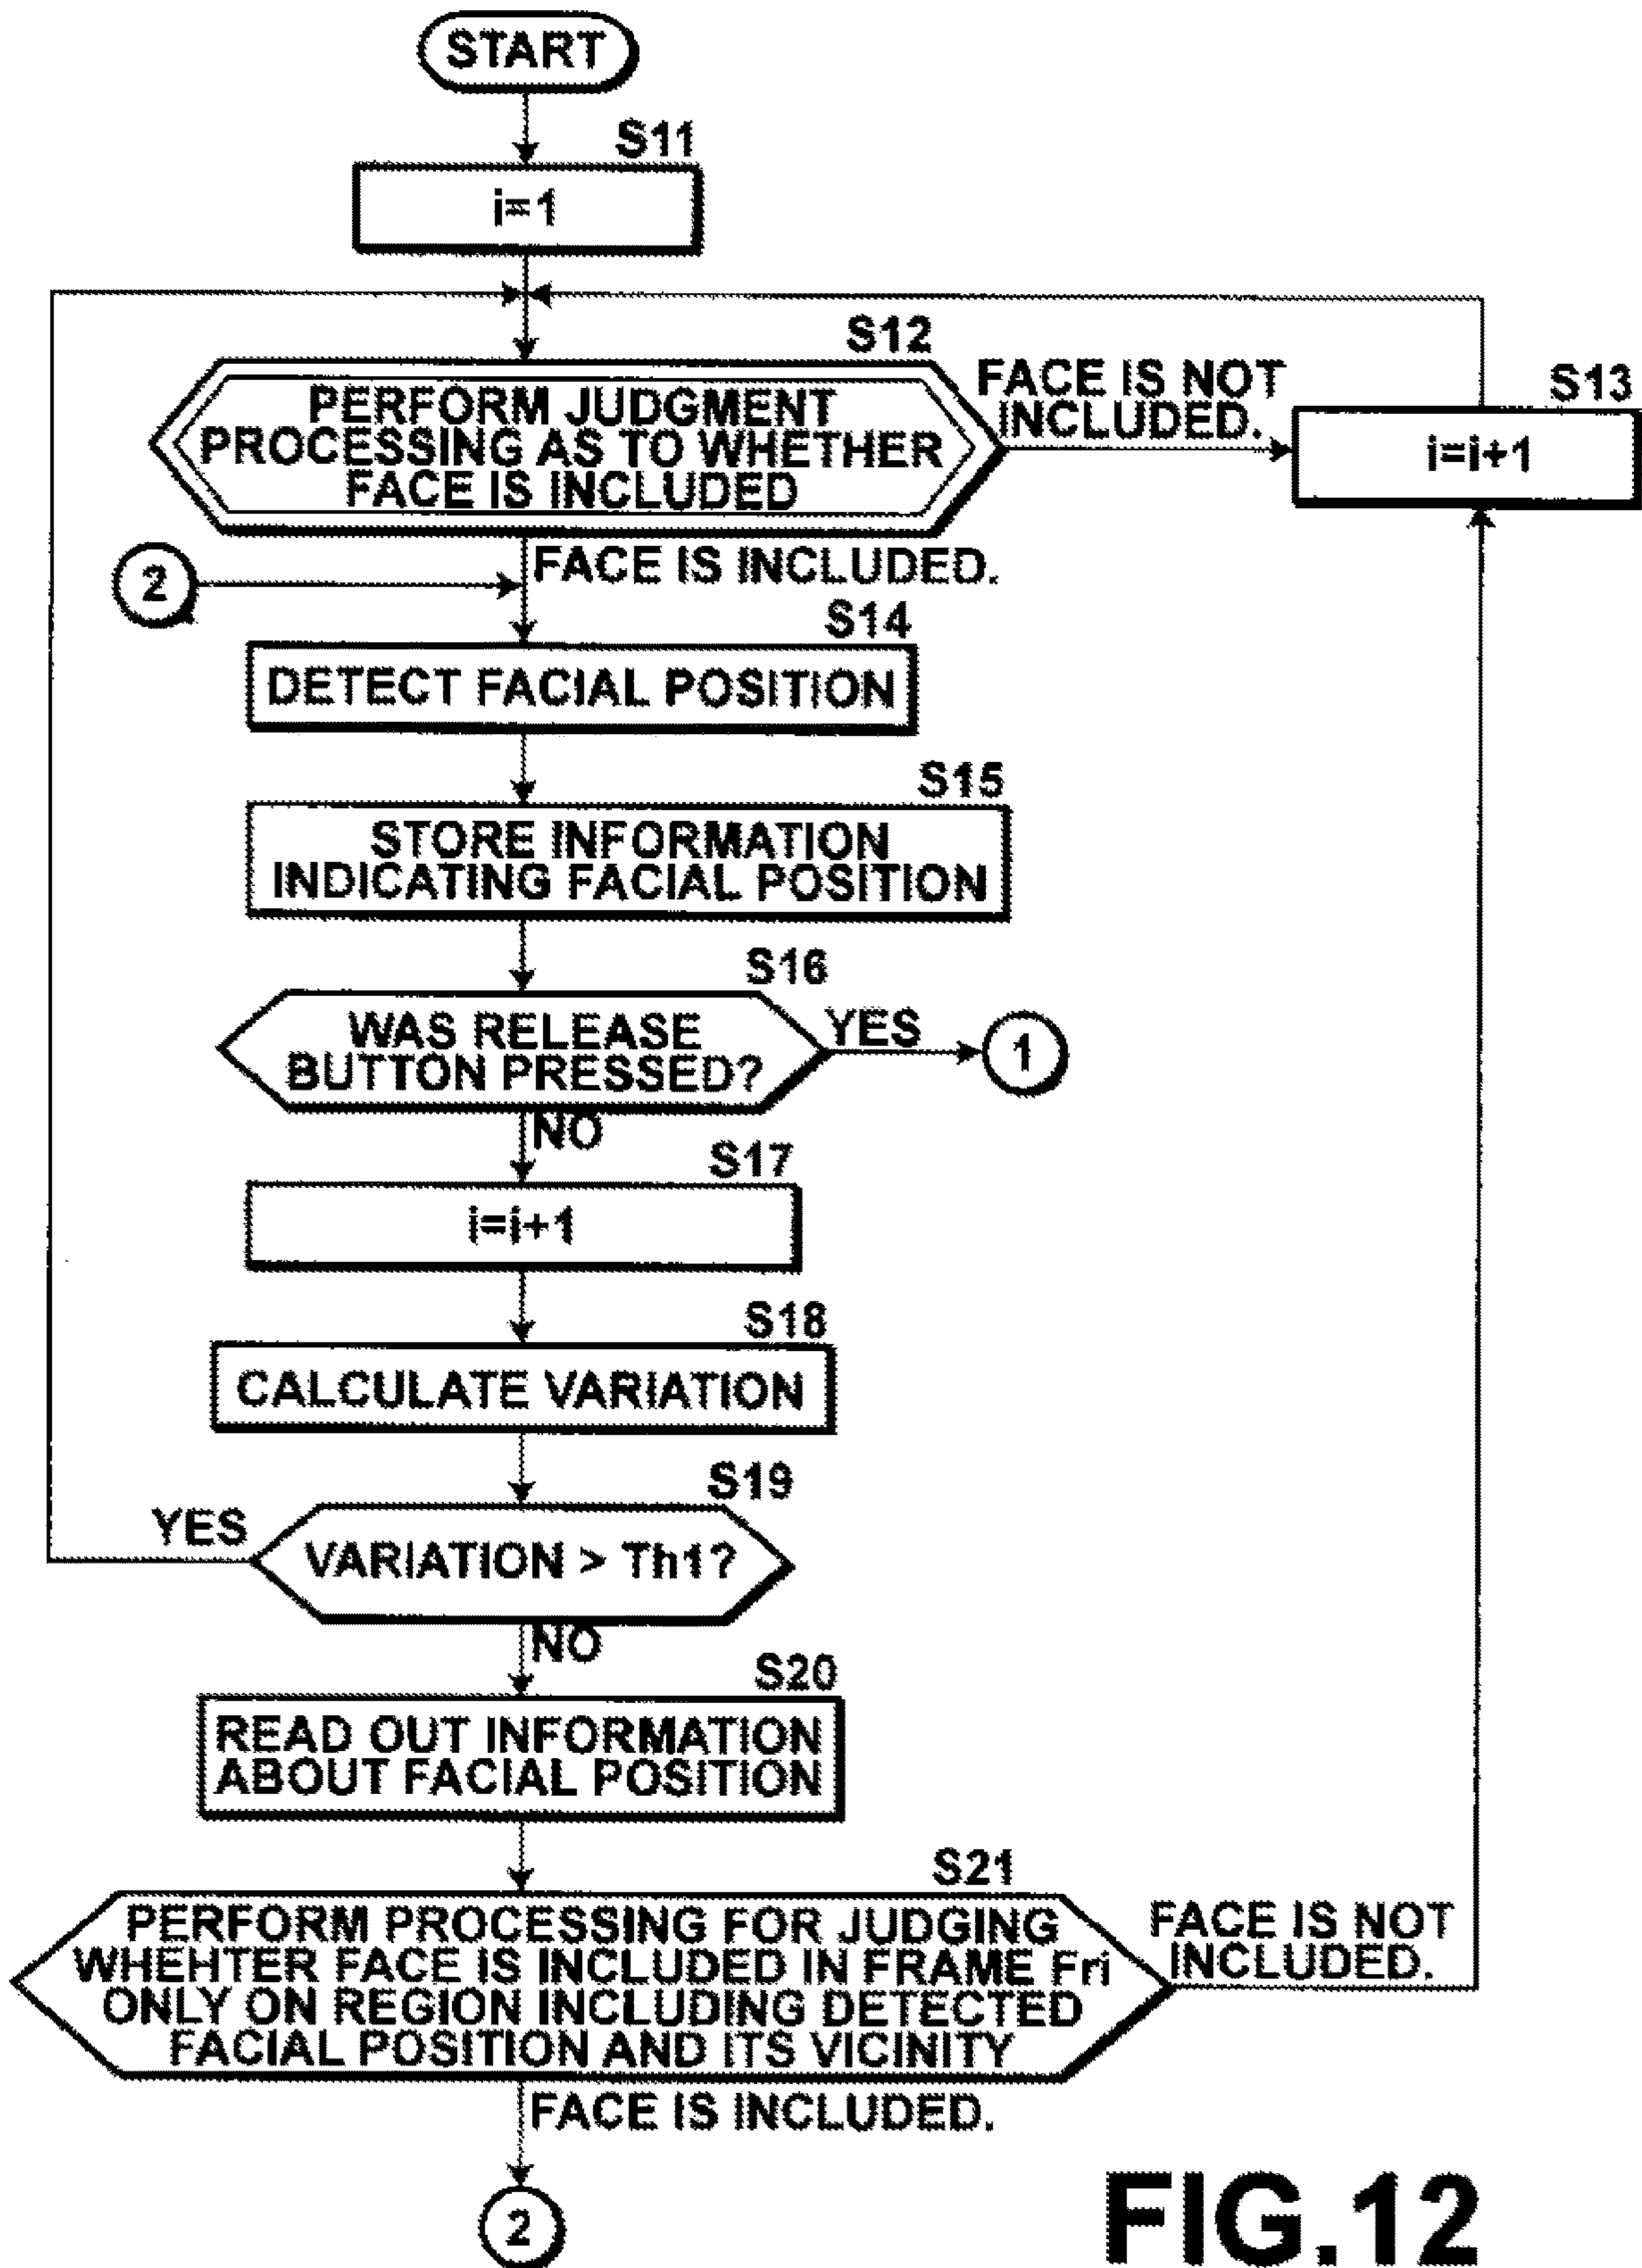 START
S11
i=1
S12
PERFORM JUDGMENT
PROCESSING AS TO WHETHER
FACE IS INCLUDED
FACE IS NOT
INCLUDED.
S13
i=i+1
FACE IS INCLUDED.
2
S14
DETECT FACIAL POSITION
S15
STORE INFORMATION
INDICATING FACIAL POSITION
S16
WAS RELEASE
BUTTON PRESSED?
YES
1
NO
S17
i=i+1
S18
CALCULATE VARIATION
S19
YES
VARIATION > Th1?
NO
S20
READ OUT INFORMATION
ABOUT FACIAL POSITION
S21
PERFORM PROCESSING FOR JUDGING
WHEHTER FACE IS INCLUDED IN FRAME Fri
ONLY ON REGION INCLUDING DETECTED
FACIAL POSITION AND ITS VICINITY
FACE IS NOT
INCLUDED.
FACE IS INCLUDED.
2
FIG.12